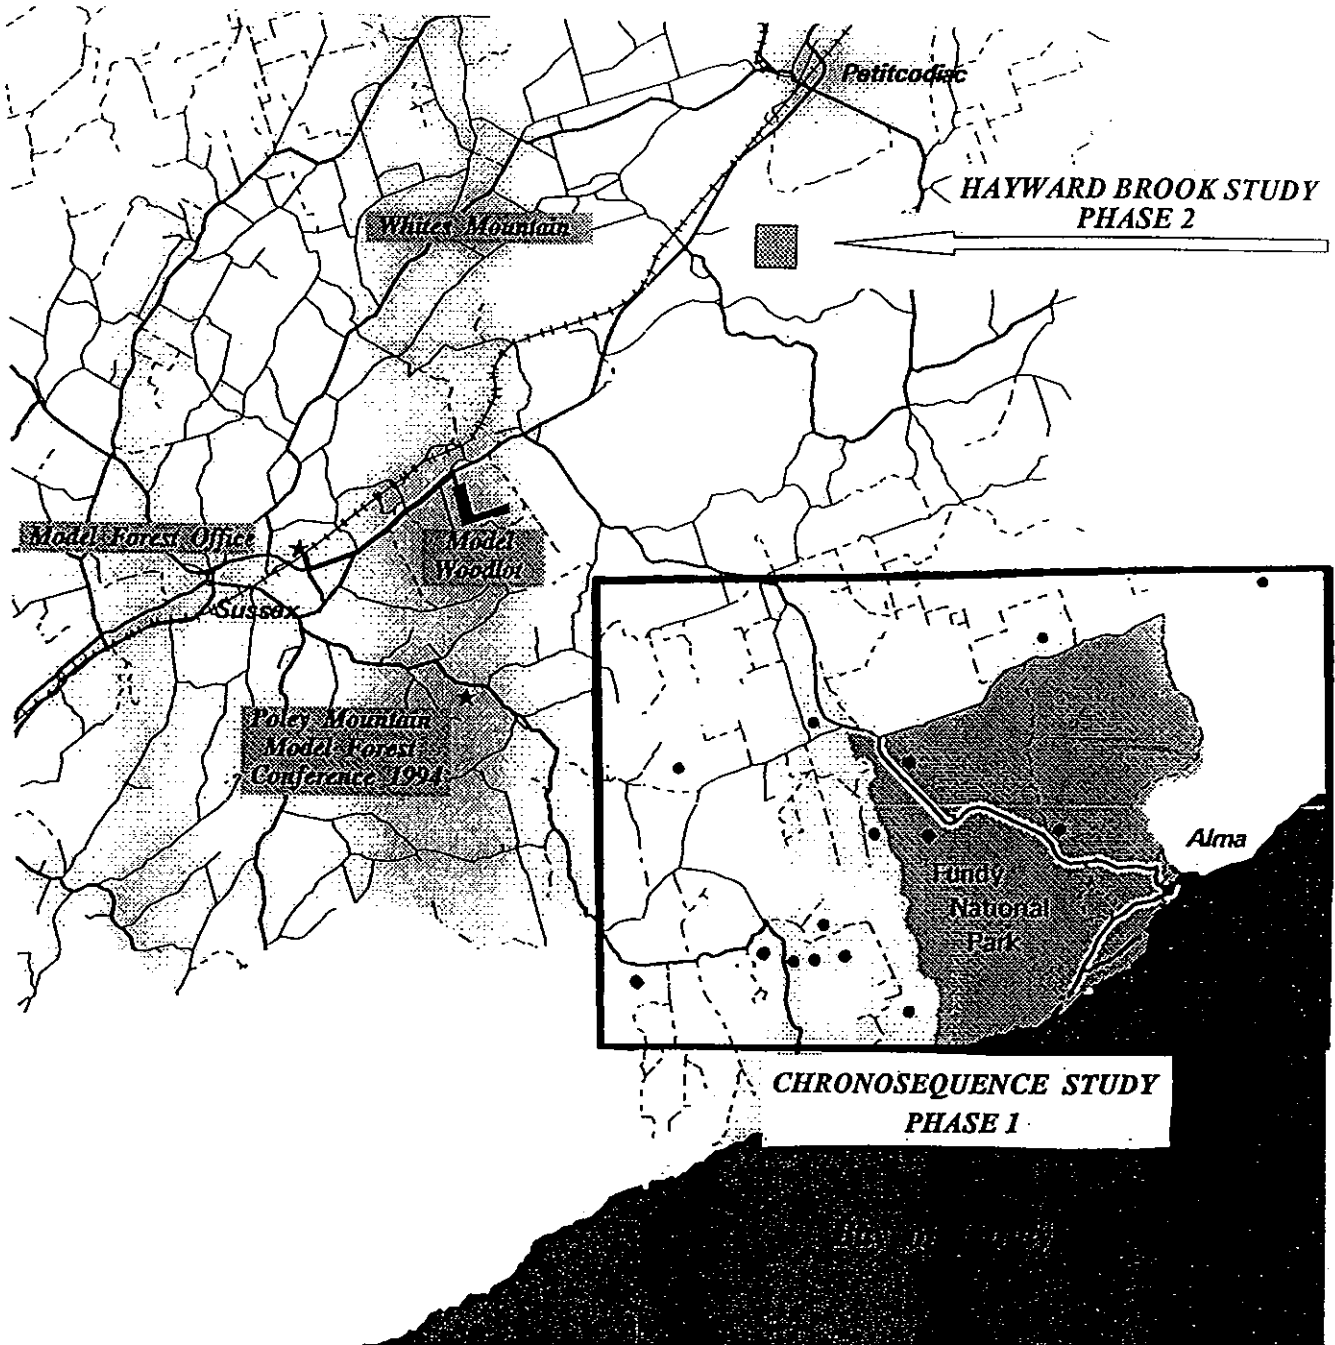 Petitcodiac
HAYWARD BROOK STUDY
PHASE 2
Whites Mountain
Model Forest Office
Model
Woodlot
Sussex
Poley Mountain
Model Forest
Conference 1994
Alma
Fundy
National
Park
CHRONOSEQUENCE STUDY
PHASE 1